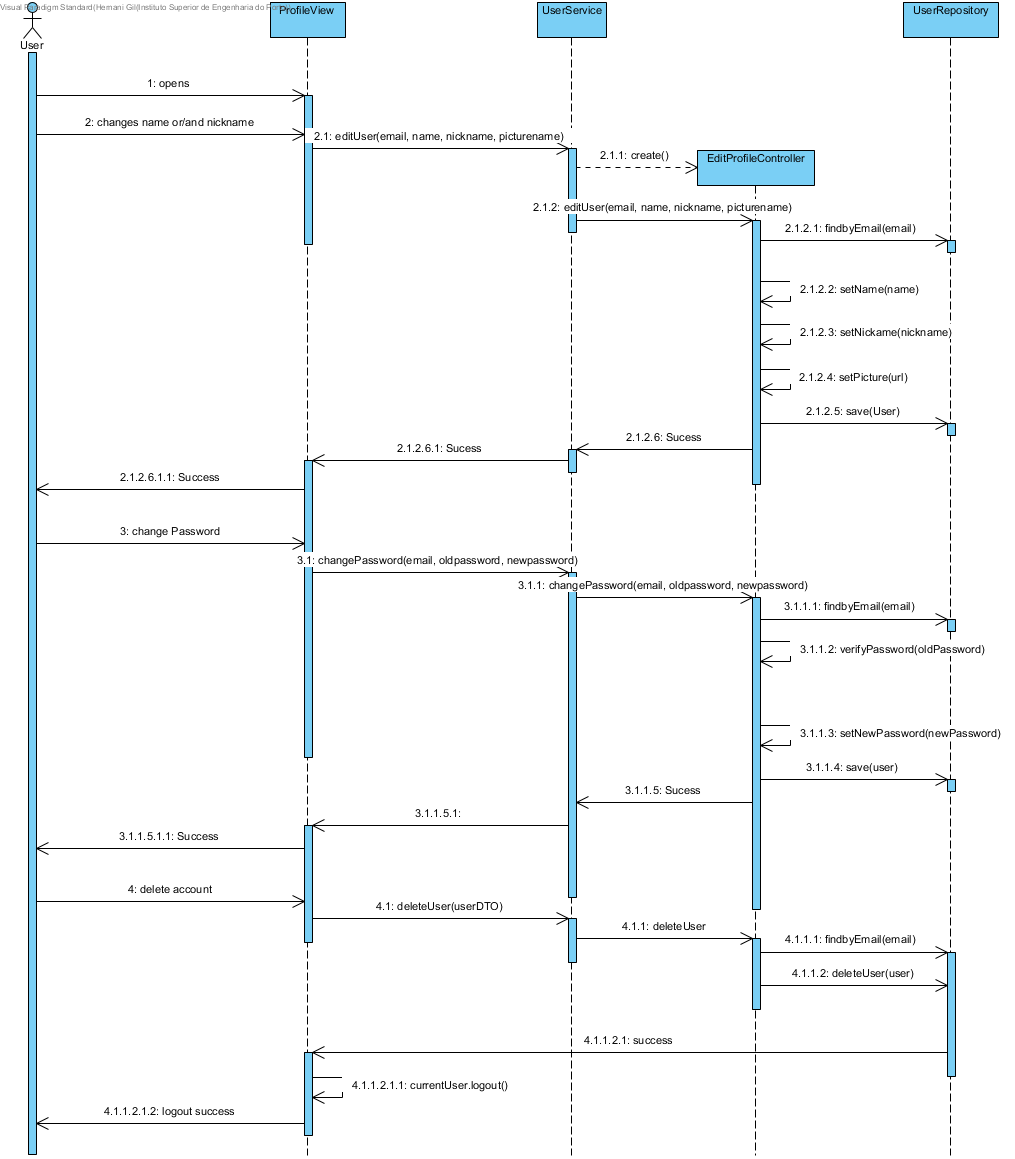 Visual Paradigm Standard(Hernani Gil(Instituto Superior de Engenharia do Porto
User
ProfileView
UserService
UserRepository
1: opens
2: changes name or/and nickname
2.1: editUser(email, name, nickname, picturename)
2.1.1: create()
EditProfileController
2.1.2: editUser(email, name, nickname, picturename)
2.1.2.1: findbyEmail(email)
2.1.2.2: setName(name)
2.1.2.3: setNickame(nickname)
2.1.2.4: setPicture(url)
2.1.2.5: save(User)
2.1.2.6: Sucess
2.1.2.6.1: Sucess
2.1.2.6.1.1: Success
3: change Password
3.1: changePassword(email, oldpassword, newpassword)
3.1.1: changePassword(email, oldpassword, newpassword)
3.1.1.1: findbyEmail(email)
3.1.1.2: verifyPassword(oldPassword)
3.1.1.3: setNewPassword(newPassword)
3.1.1.4: save(user)
3.1.1.5: Sucess
3.1.1.5.1:
3.1.1.5.1.1: Success
4: delete account
4.1: deleteUser(userDTO)
4.1.1: deleteUser
4.1.1.1: findbyEmail(email)
4.1.1.2: deleteUser(user)
4.1.1.2.1: success
4.1.1.2.1.1: currentUser.logout()
4.1.1.2.1.2: logout success